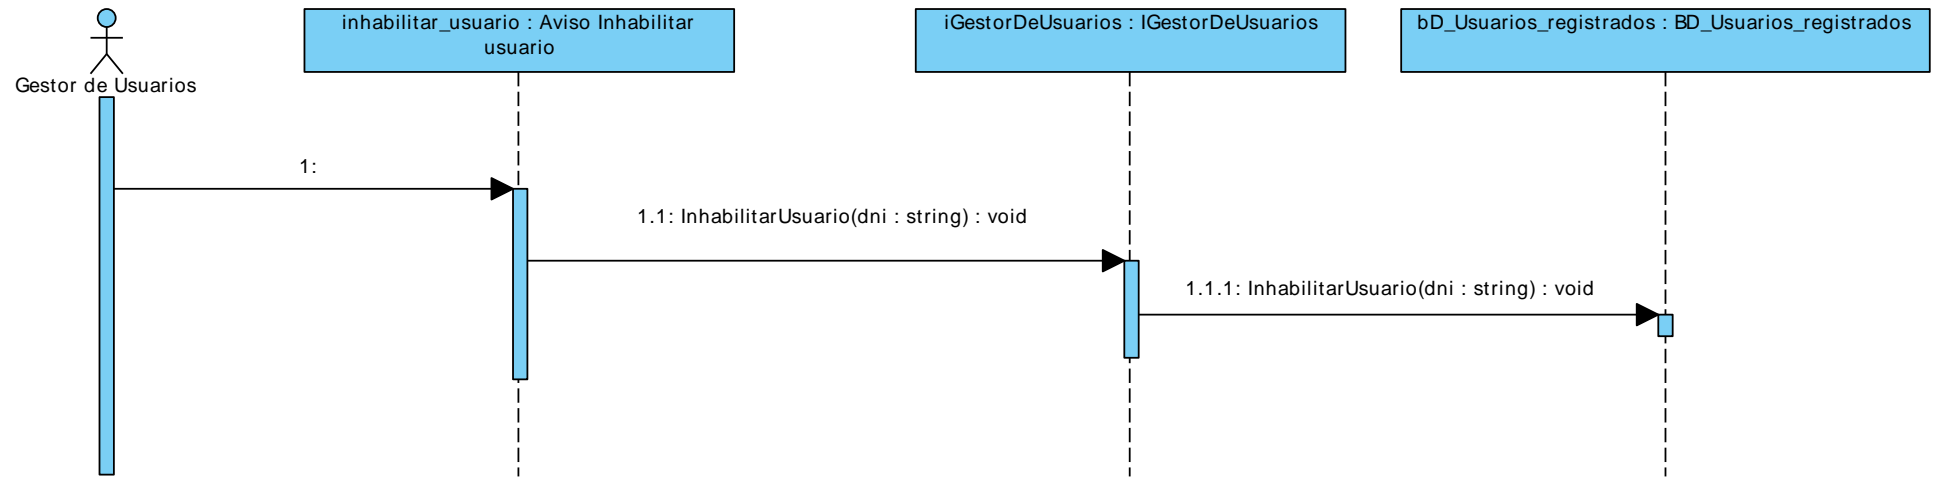 Gestor de Usuarios
inhabilitar_usuario : Aviso Inhabilitar
usuario
iGestorDeUsuarios : IGestorDeUsuarios
bD_Usuarios_registrados : BD_Usuarios_registrados
1:
1.1: InhabilitarUsuario(dni : string) : void
1.1.1: InhabilitarUsuario(dni : string) : void